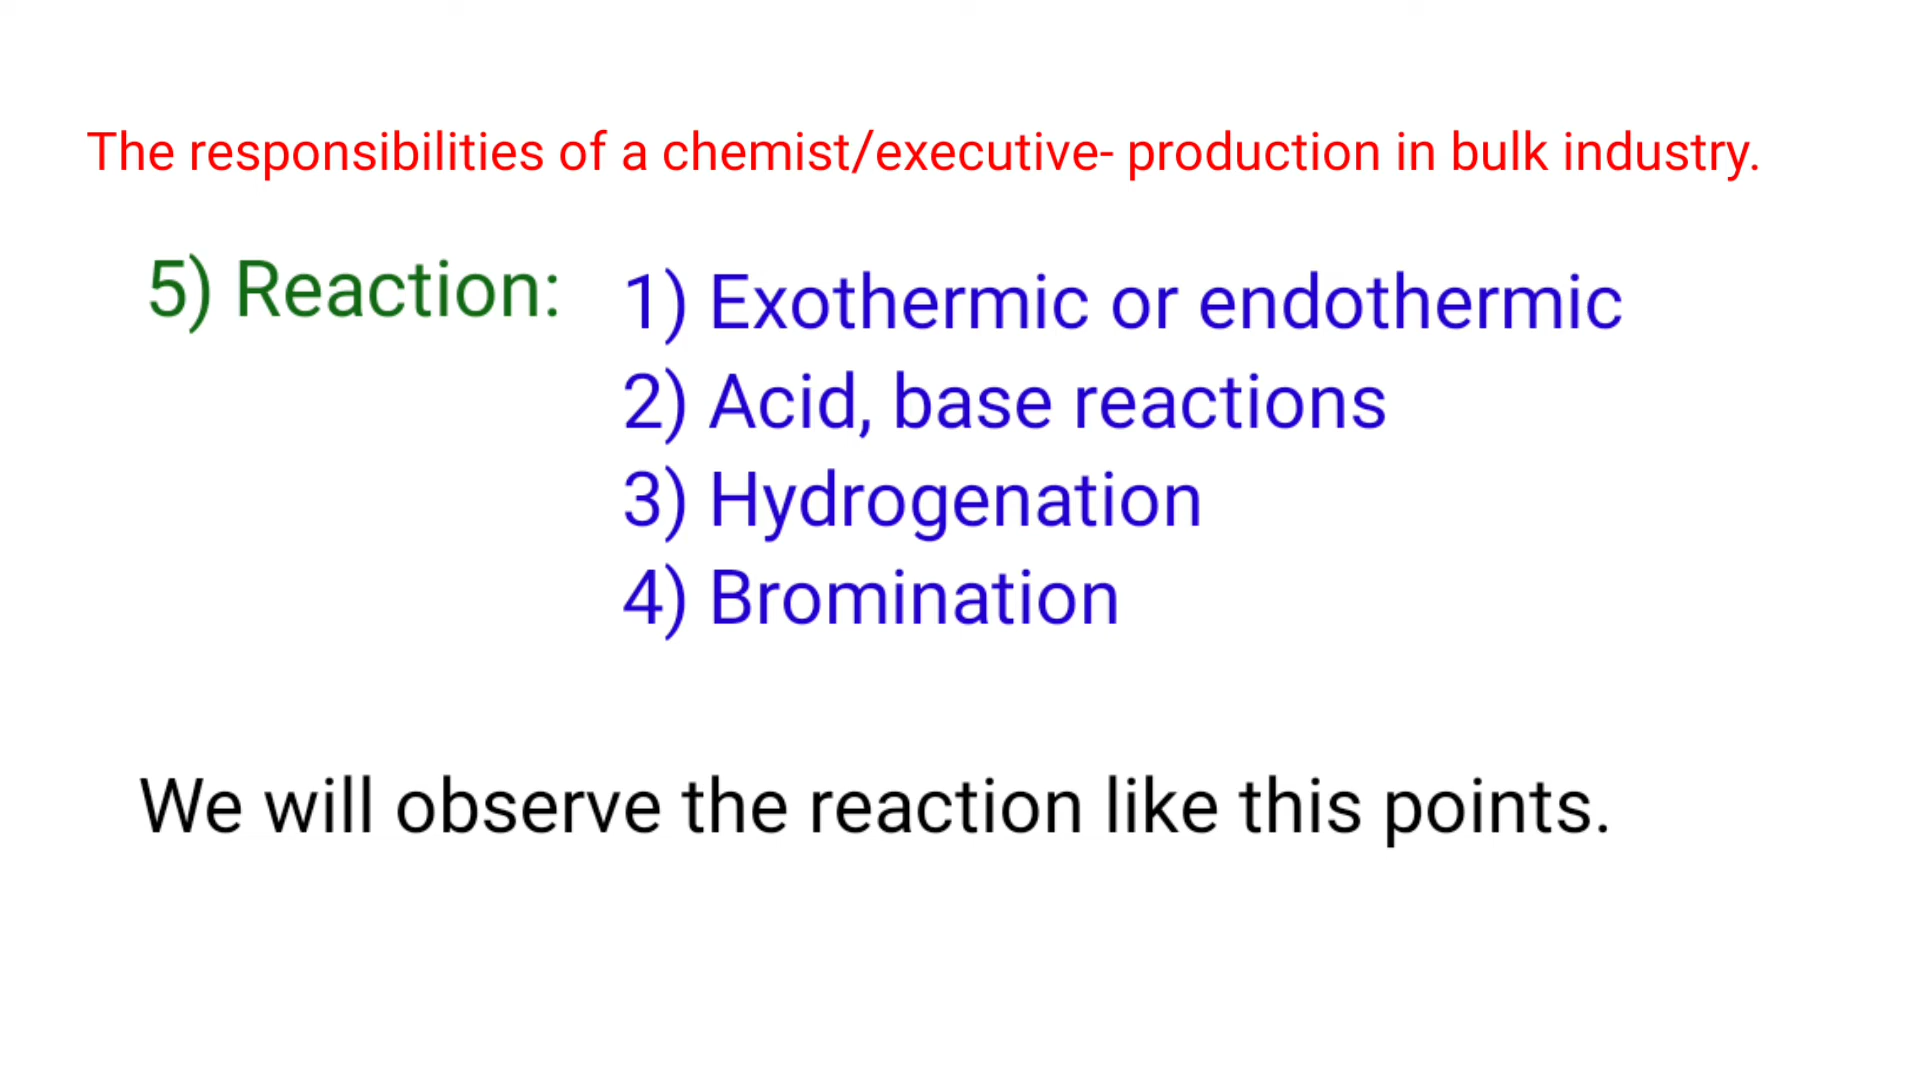 The responsibilities of a chemist/executive- production in bulk industry.
5) Reaction:
1) Exothermic or endothermic
2) Acid, base reactions
3) Hydrogenation
4) Bromination
We will observe the reaction like this points.